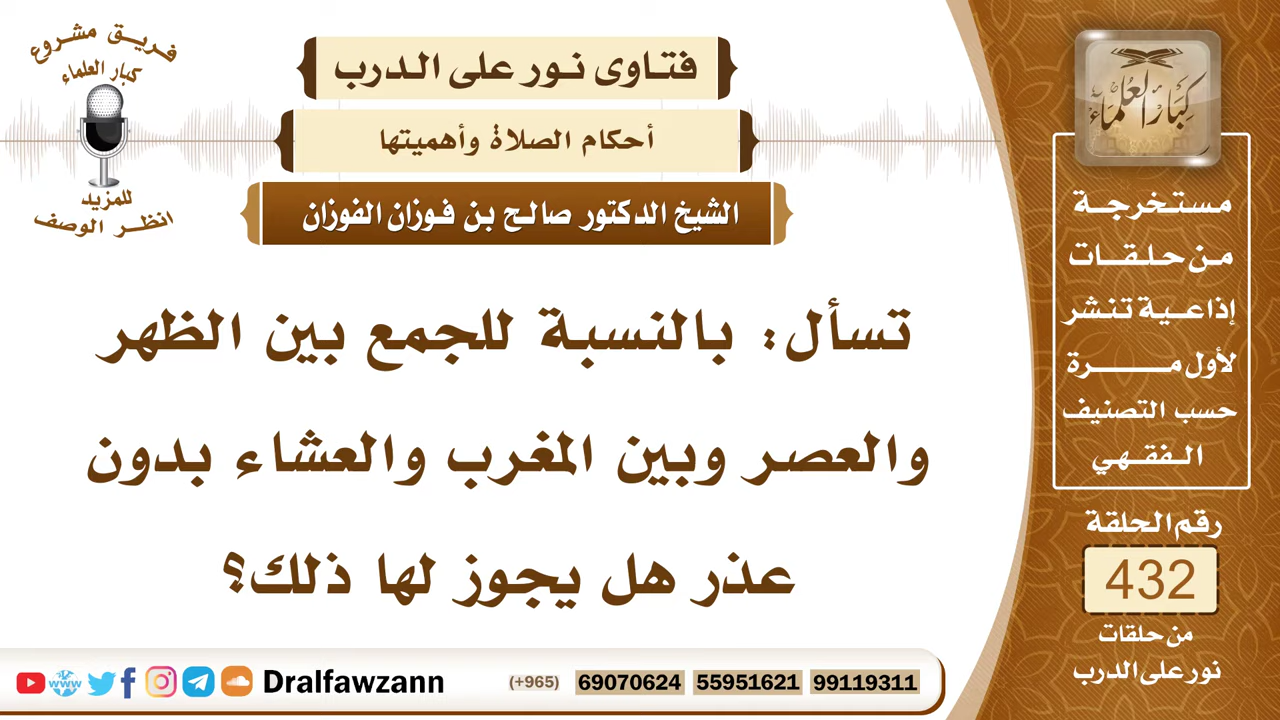 فريق مشروع
كبار العلماء
للمزيد
انظر الوصف
فتاوى نور على الدرب
أحكام الصلاة وأهميتها
الشيخ الدكتور صالح بن فوزان الفوزان
تسأل: بالنسبة للجمع بين الظهر
والعصر وبين المغرب والعشاء بدون
عذر هل يجوز لها ذلك؟
كبار العلماء
مستخرجة
من حلقات
إذاعية تنشر
لأول مرة
حسب التصنيف
الفقهي
رقم الحلقة
432
من حلقات
نور على الدرب
Dralfawzann (+965) 69070624 55951621 99119311